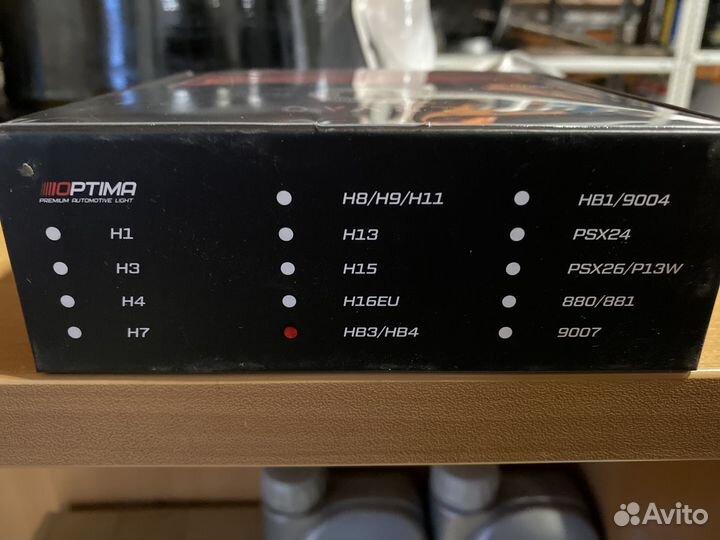 OPTIMA
PREMIUM AUTOMOTIVE LIGHT
H1
H3
H4
H7
H8/H9/H11
H13
H15
H16EU
HB3/HB4
HB1/9004
PSX24
PSX26/P13W
880/881
9007
Avito